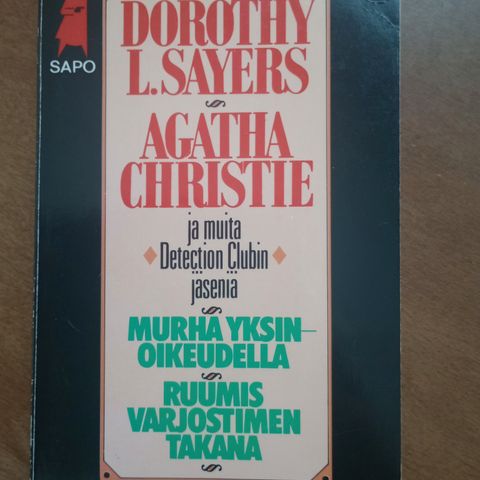 SAPO
DOROTHY
L. SAYERS
§
AGATHA
CHRISTIE
ja muita
Detection Clubin
jäseniä
§
MURHA YKSIN–
OIKEUDELLA
§
RUUMIS
VARJOSTIMEN
TAKANA
§